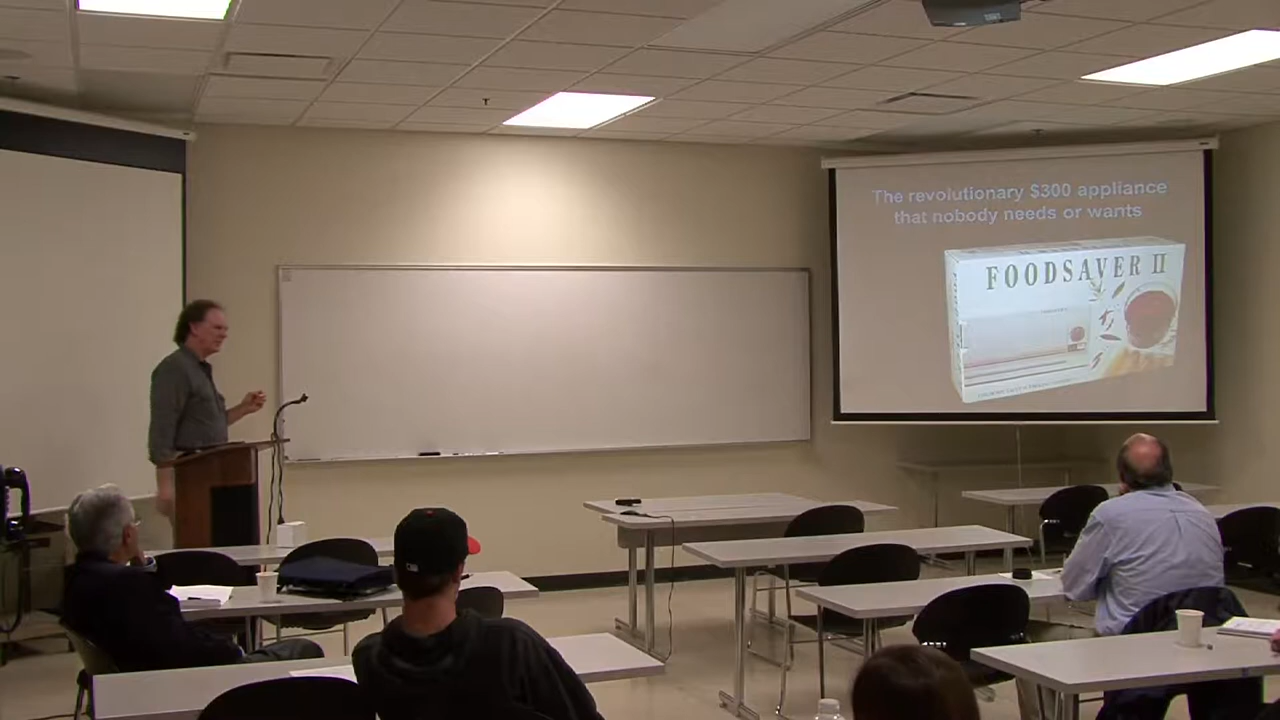 The revolutionary $300 appliance
that nobody needs or wants
FOODSAVER II